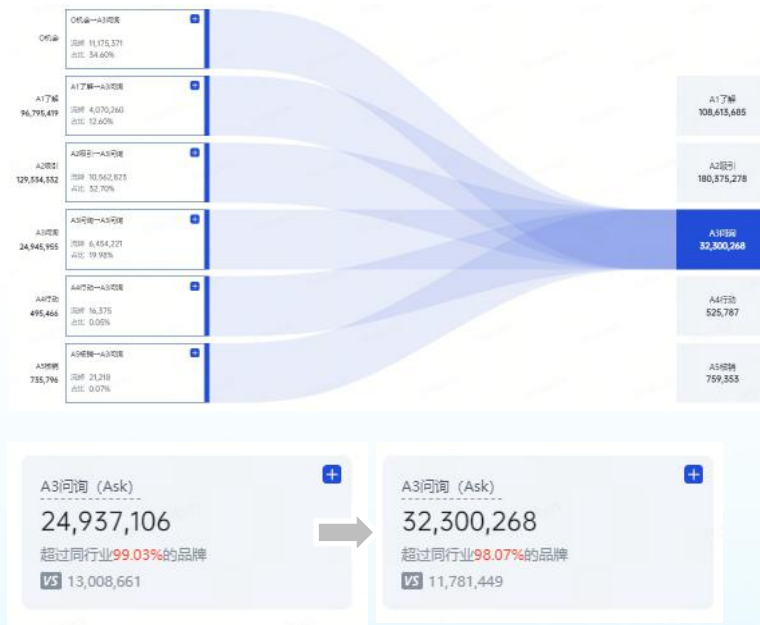 O机会
O机会→A3问询
流转 11,175,371
占比 34.60%
A1了解
96,795,419
A1了解→A3问询
流转 4,070,260
占比 12.60%
A2吸引
129,334,332
A2吸引→A3问询
流转 10,562,823
占比 32.70%
A3问询
24,945,955
A3问询→A3问询
流转 6,454,221
占比 19.98%
A4行动
495,466
A4行动→A3问询
流转 16,375
占比 0.05%
A5核销
735,796
A5核销→A3问询
流转 21,218
占比 0.07%
A1了解
108,613,685
A2吸引
180,375,278
A3问询
32,300,268
A4行动
525,787
A5核销
759,353
A3问询（Ask）
24,937,106
超过同行业99.03%的品牌
VS 13,008,661
A3问询（Ask）
32,300,268
超过同行业98.07%的品牌
VS 11,781,449